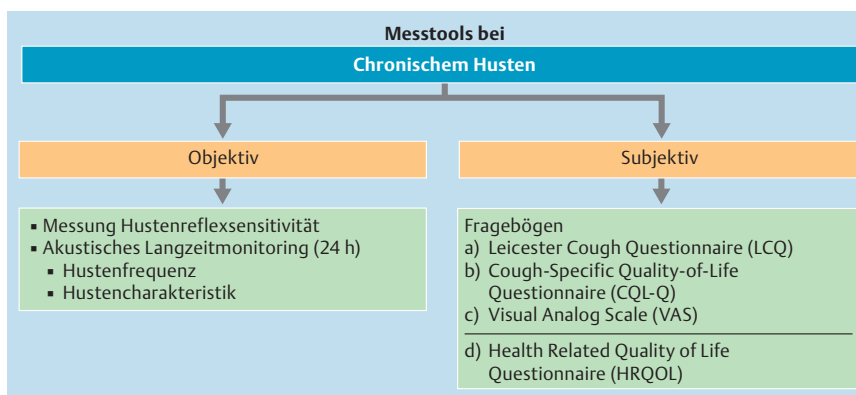 Messtools bei
Chronischem Husten
Objektiv
Subjektiv
▪ Messung Hustenreflexsensitivität
▪ Akustisches Langzeitmonitoring (24 h)
▪ Hustenfrequenz
▪ Hustencharakteristik
Fragebögen
a) Leicester Cough Questionnaire (LCQ)
b) Cough-Specific Quality-of-Life
Questionnaire (CQL-Q)
c) Visual Analog Scale (VAS)
d) Health Related Quality of Life
Questionnaire (HRQOL)